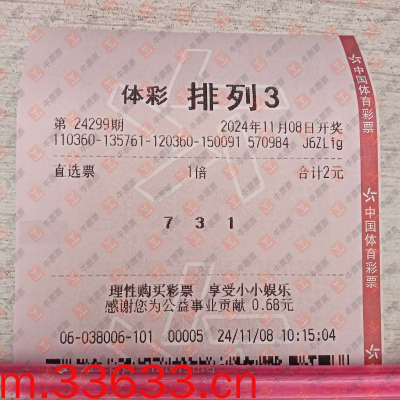 体彩 排列3
第 24299期 2024年11月08日开奖
110360-135761-120360-150091 570984 J6ZLfg
直选票 1倍 合计2元
7 3 1
理性购买彩票 享受小小娱乐
感谢您为公益事业贡献 0.68元
06-038006-101 00005 24/11/08 10:15:04
中国体育彩票
中国体育彩票
m.33633.cn